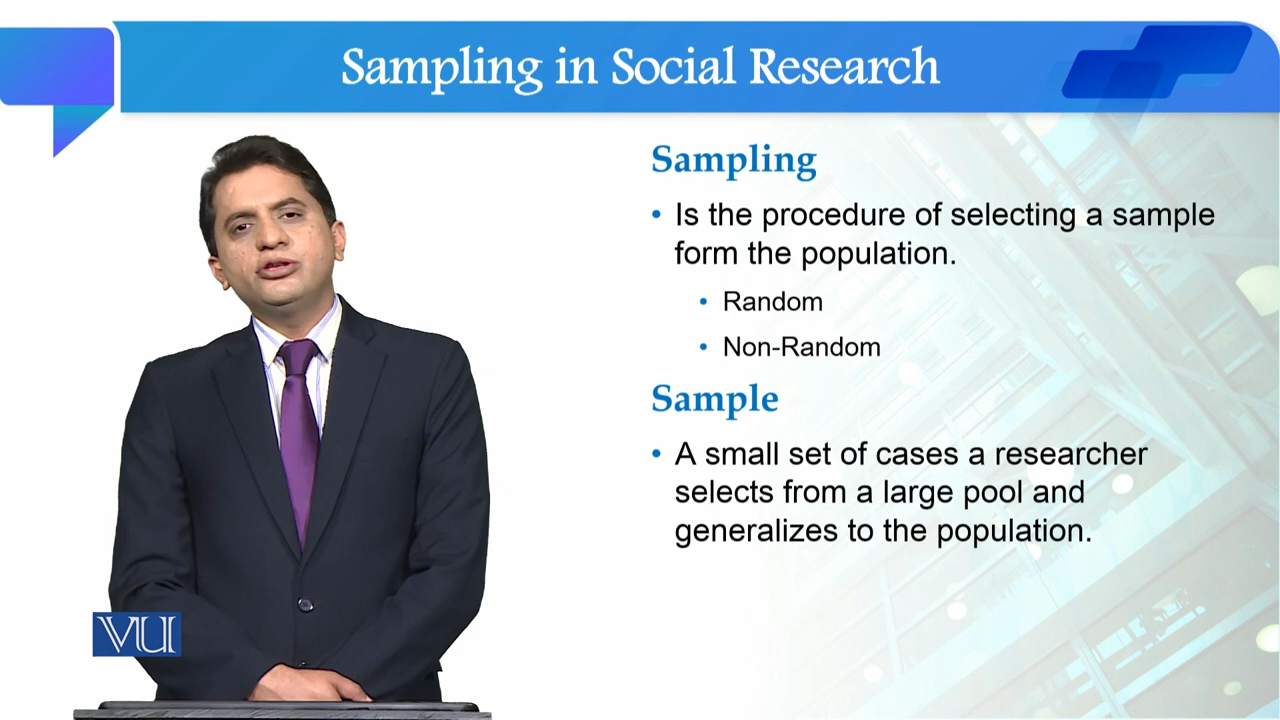 Sampling in Social Research
Sampling
• Is the procedure of selecting a sample
form the population.
• Random
• Non-Random
Sample
• A small set of cases a researcher
selects from a large pool and
generalizes to the population.
VU